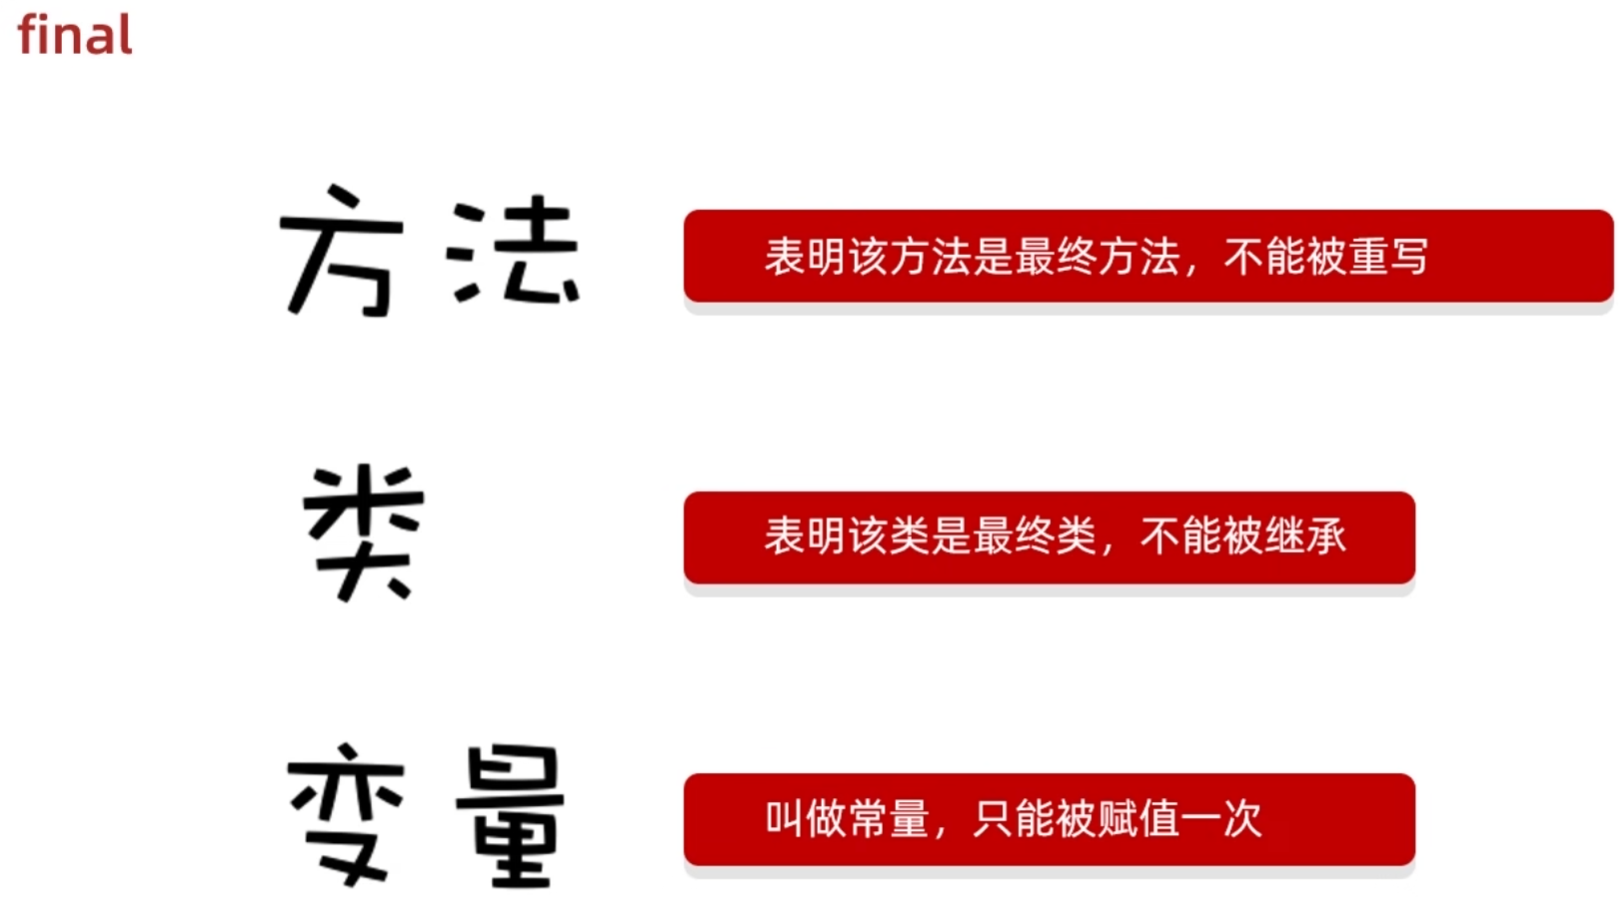 final
方法
表明该方法是最终方法，不能被重写
类
表明该类是最终类，不能被继承
变量
叫做常量，只能被赋值一次